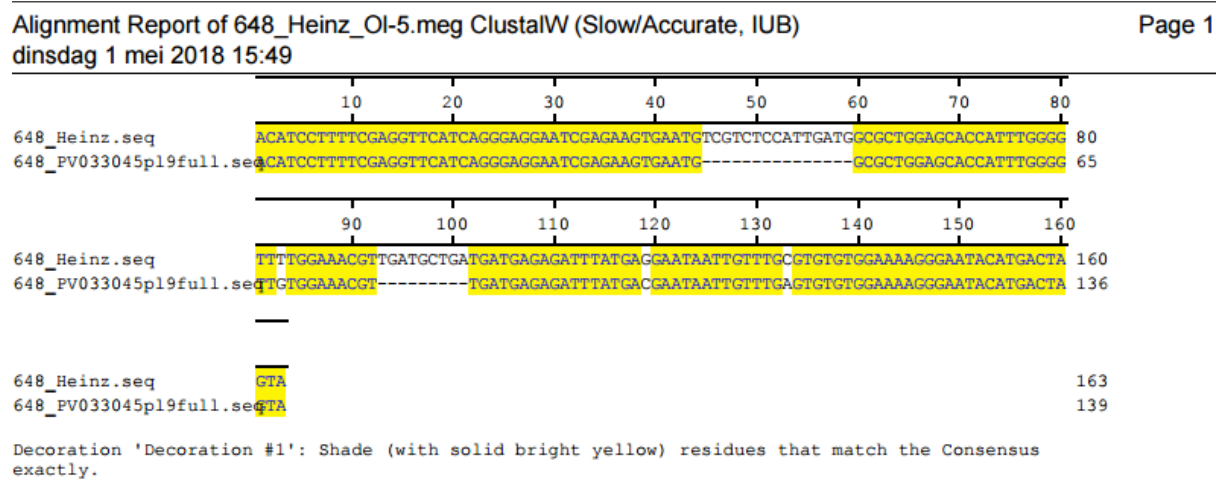 Alignment Report of 648_Heinz_Ol-5.meg ClustalW (Slow/Accurate, IUB) Page 1
dinsdag 1 mei 2018 15:49
10 20 30 40 50 60 70 80
648_Heinz.seq ACATCCTTTTCGAGGTTCATCAGGGAGGAATCGAGAAGTGAATGTCGTCTCCATTGATGGCGCTGGAGCACCATTTGGGG 80
648_PV033045pl9full.seq ACATCCTTTTCGAGGTTCATCAGGGAGGAATCGAGAAGTGAATG---------------GCGCTGGAGCACCATTTGGGG 65
90 100 110 120 130 140 150 160
648_Heinz.seq TTTTGGAAACGTTGATGCTGATGATGAGAGATTTATGAGGAATAATTGTTTGCGTGTGTGGAAAAGGGAATACATGACTA 160
648_PV033045pl9full.seq TTGTGGAAACGT---------TGATGAGAGATTTATGACGAATAATTGTTTGAGTGTGTGGAAAAGGGAATACATGACTA 136
648_Heinz.seq GTA 163
648_PV033045pl9full.seq GTA 139
Decoration 'Decoration #1': Shade (with solid bright yellow) residues that match the Consensus
exactly.